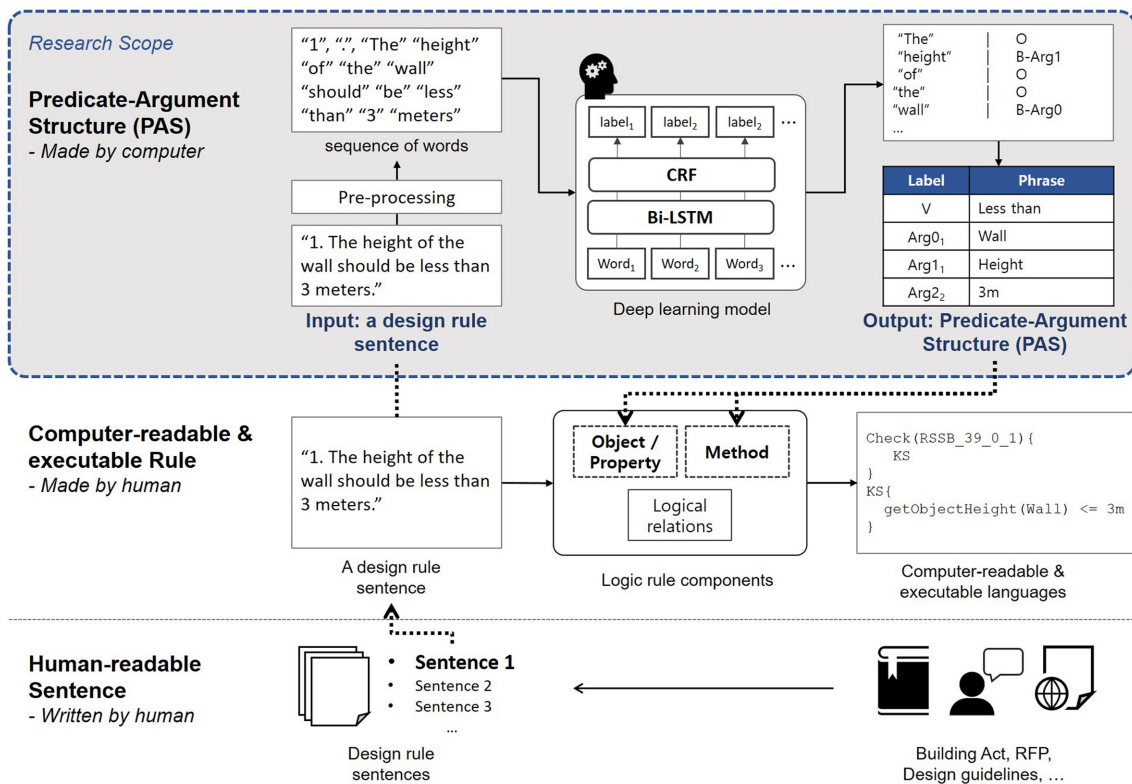 Research Scope
Predicate-Argument
Structure (PAS)
- Made by computer
“1”, “.”, “The” “height”
“of” “the” “wall”
“should” “be” “less”
“than” “3” “meters”
sequence of words
Pre-processing
“1. The height of the
wall should be less than
3 meters.”
Input: a design rule
sentence
label1 label2 label2 ...
CRF
Bi-LSTM
Word1 Word2 Word3 ...
Deep learning model
“The” | O
“height” | B-Arg1
“of” | O
“the” | O
“wall” | B-Arg0
...
Label Phrase
V Less than
Arg01 Wall
Arg11 Height
Arg22 3m
Output: Predicate-Argument
Structure (PAS)
Computer-readable &
executable Rule
- Made by human
“1. The height of the
wall should be less than
3 meters.”
A design rule
sentence
Object /
Property
Method
Logical
relations
Logic rule components
Check(RSSB_39_0_1){
KS
}
KS{
getObjectHeight(Wall) <= 3m
}
Computer-readable &
executable languages
Human-readable
Sentence
- Written by human
• Sentence 1
• Sentence 2
• Sentence 3
...
Design rule
sentences
Building Act, RFP,
Design guidelines, ...